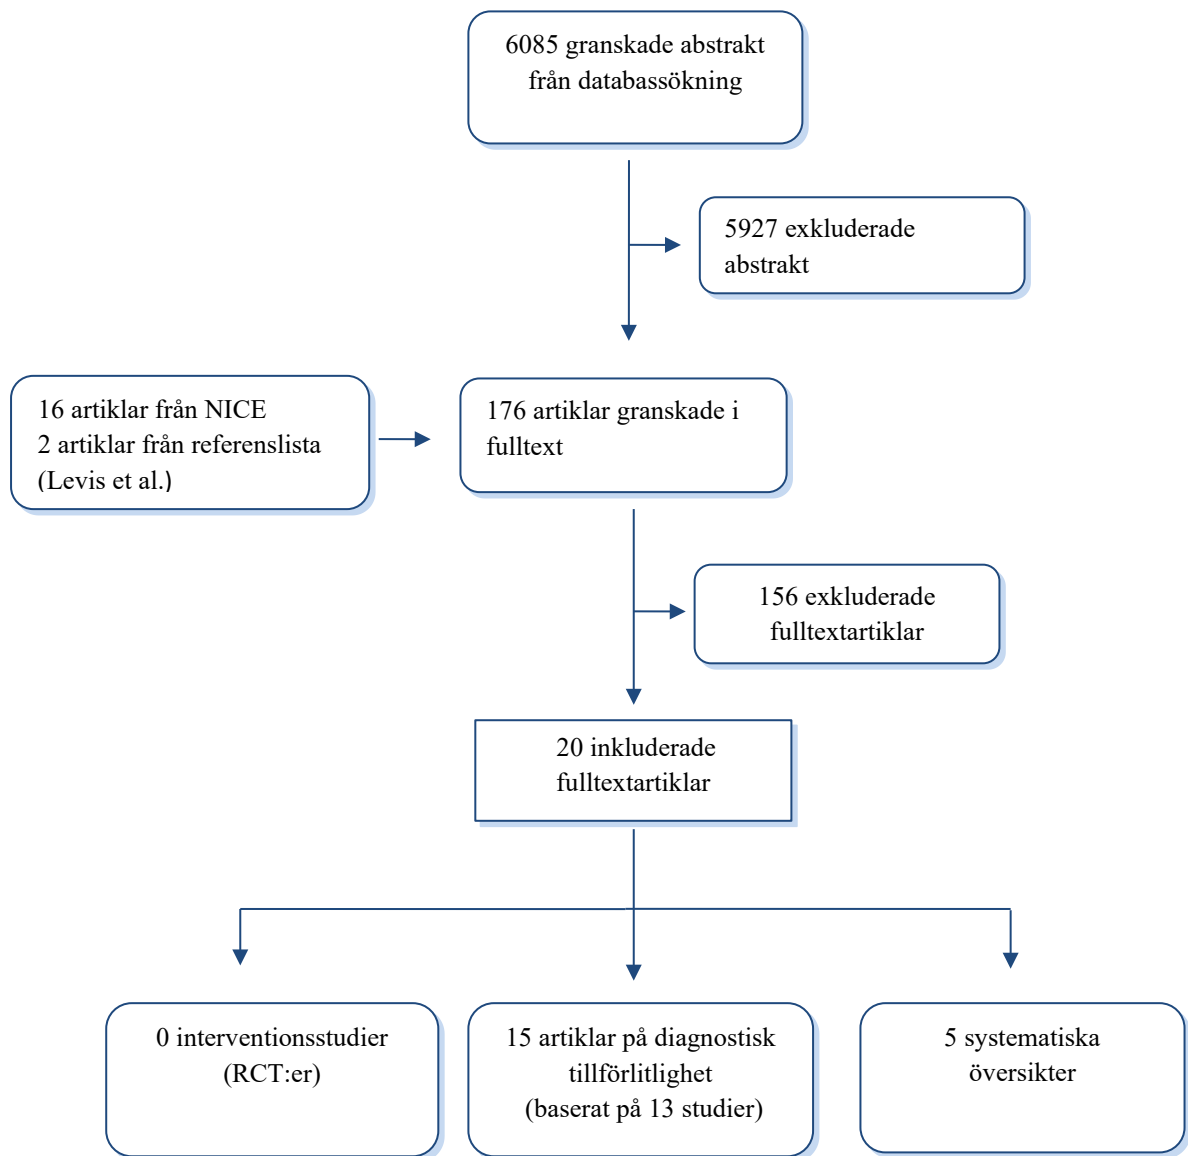 6085 granskade abstrakt
från databassökning
5927 exkluderade
abstrakt
16 artiklar från NICE
2 artiklar från referenslista
(Levis et al.)
176 artiklar granskade i
fulltext
156 exkluderade
fulltextartiklar
20 inkluderade
fulltextartiklar
0 interventionsstudier
(RCT:er)
15 artiklar på diagnostisk
tillförlitlighet
(baserat på 13 studier)
5 systematiska
översikter